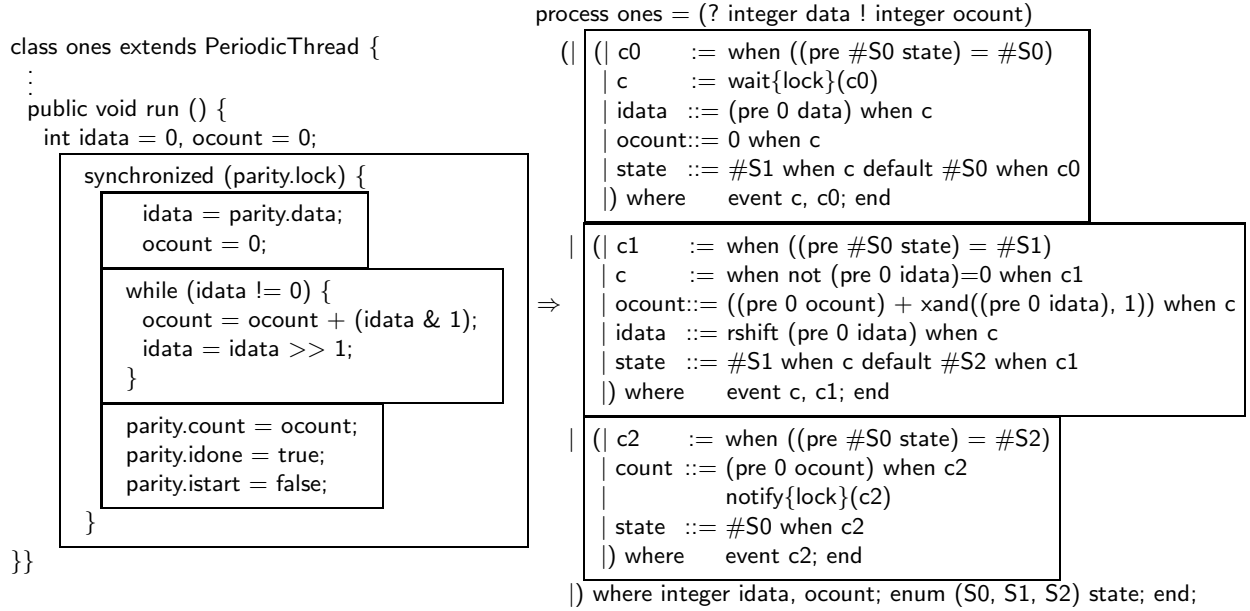 class ones extends PeriodicThread {
⋮
public void run () {
int idata = 0, ocount = 0;
synchronized (parity.lock) {
idata = parity.data;
ocount = 0;
while (idata != 0) {
ocount = ocount + (idata & 1);
idata = idata >> 1;
}
parity.count = ocount;
parity.idone = true;
parity.istart = false;
}
}}
⇒
process ones = (? integer data ! integer ocount)
(| (| c0 := when ((pre #S0 state) = #S0)
| c := wait{lock}(c0)
| idata ::= (pre 0 data) when c
| ocount::= 0 when c
| state ::= #S1 when c default #S0 when c0
|) where event c, c0; end
| (| c1 := when ((pre #S0 state) = #S1)
| c := when not (pre 0 idata)=0 when c1
| ocount::= ((pre 0 ocount) + xand((pre 0 idata), 1)) when c
| idata ::= rshift (pre 0 idata) when c
| state ::= #S1 when c default #S2 when c1
|) where event c, c1; end
| (| c2 := when ((pre #S0 state) = #S2)
| count ::= (pre 0 ocount) when c2
| notify{lock}(c2)
| state ::= #S0 when c2
|) where event c2; end
|) where integer idata, ocount; enum (S0, S1, S2) state; end;